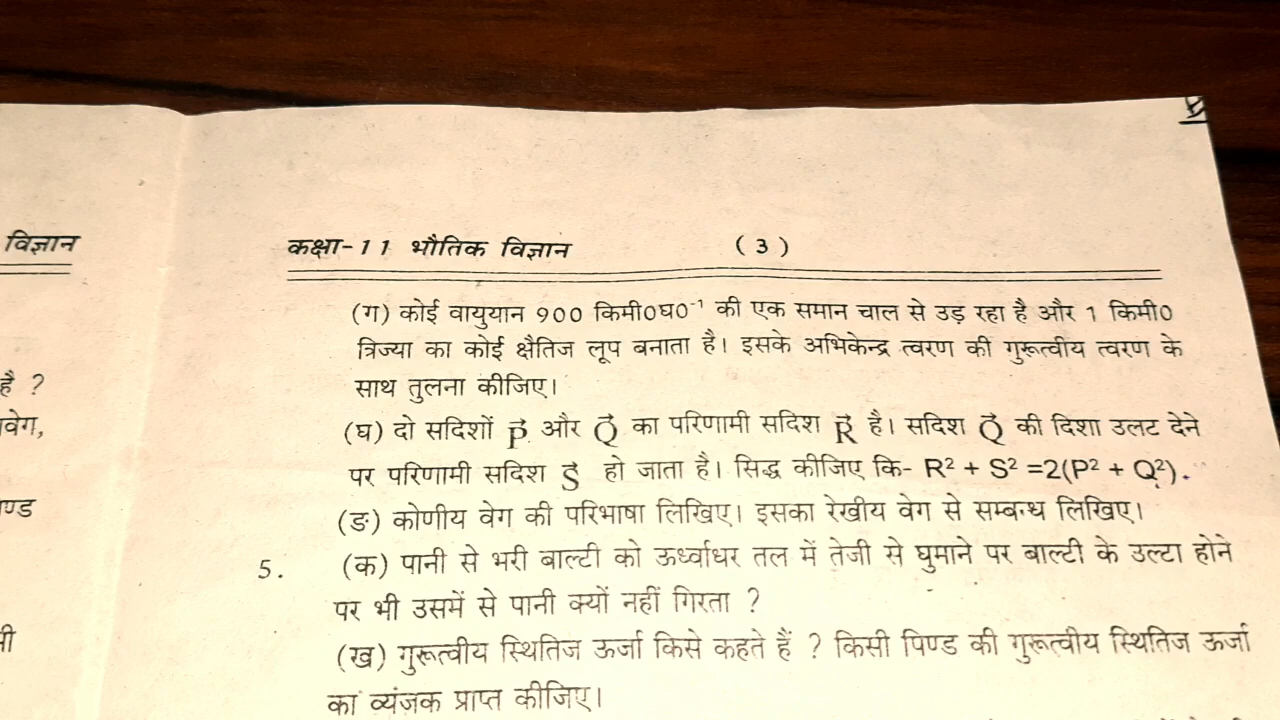 विज्ञान
है ?
वेग,
कक्षा-11 भौतिक विज्ञान (3)
(ग) कोई वायुयान 900 किमी०घ०⁻¹ की एक समान चाल से उड़ रहा है और 1 किमी०
त्रिज्या का कोई क्षैतिज लूप बनाता है। इसके अभिकेन्द्र त्वरण की गुरूत्वीय त्वरण के
साथ तुलना कीजिए।
(घ) दो सदिशों P⃗ और Q⃗ का परिणामी सदिश R⃗ है। सदिश Q⃗ की दिशा उलट देने
पर परिणामी सदिश S⃗ हो जाता है। सिद्ध कीजिए कि- R² + S² =2(P² + Q²).
(ङ) कोणीय वेग की परिभाषा लिखिए। इसका रेखीय वेग से सम्बन्ध लिखिए।
5. (क) पानी से भरी बाल्टी को ऊर्ध्वाधर तल में तेजी से घुमाने पर बाल्टी के उल्टा होने
पर भी उसमें से पानी क्यों नहीं गिरता ?
(ख) गुरूत्वीय स्थितिज ऊर्जा किसे कहते हैं ? किसी पिण्ड की गुरूत्वीय स्थितिज ऊर्जा
का व्यंजक प्राप्त कीजिए।